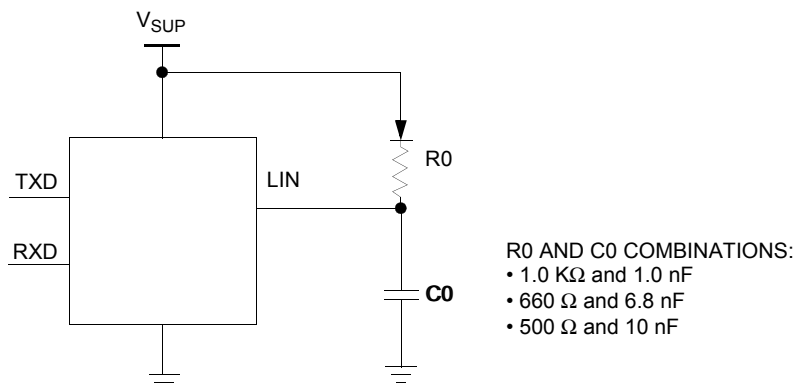 VSUP
R0
TXD
LIN
RXD
C0
R0 AND C0 COMBINATIONS:
• 1.0 KΩ and 1.0 nF
• 660 Ω and 6.8 nF
• 500 Ω and 10 nF